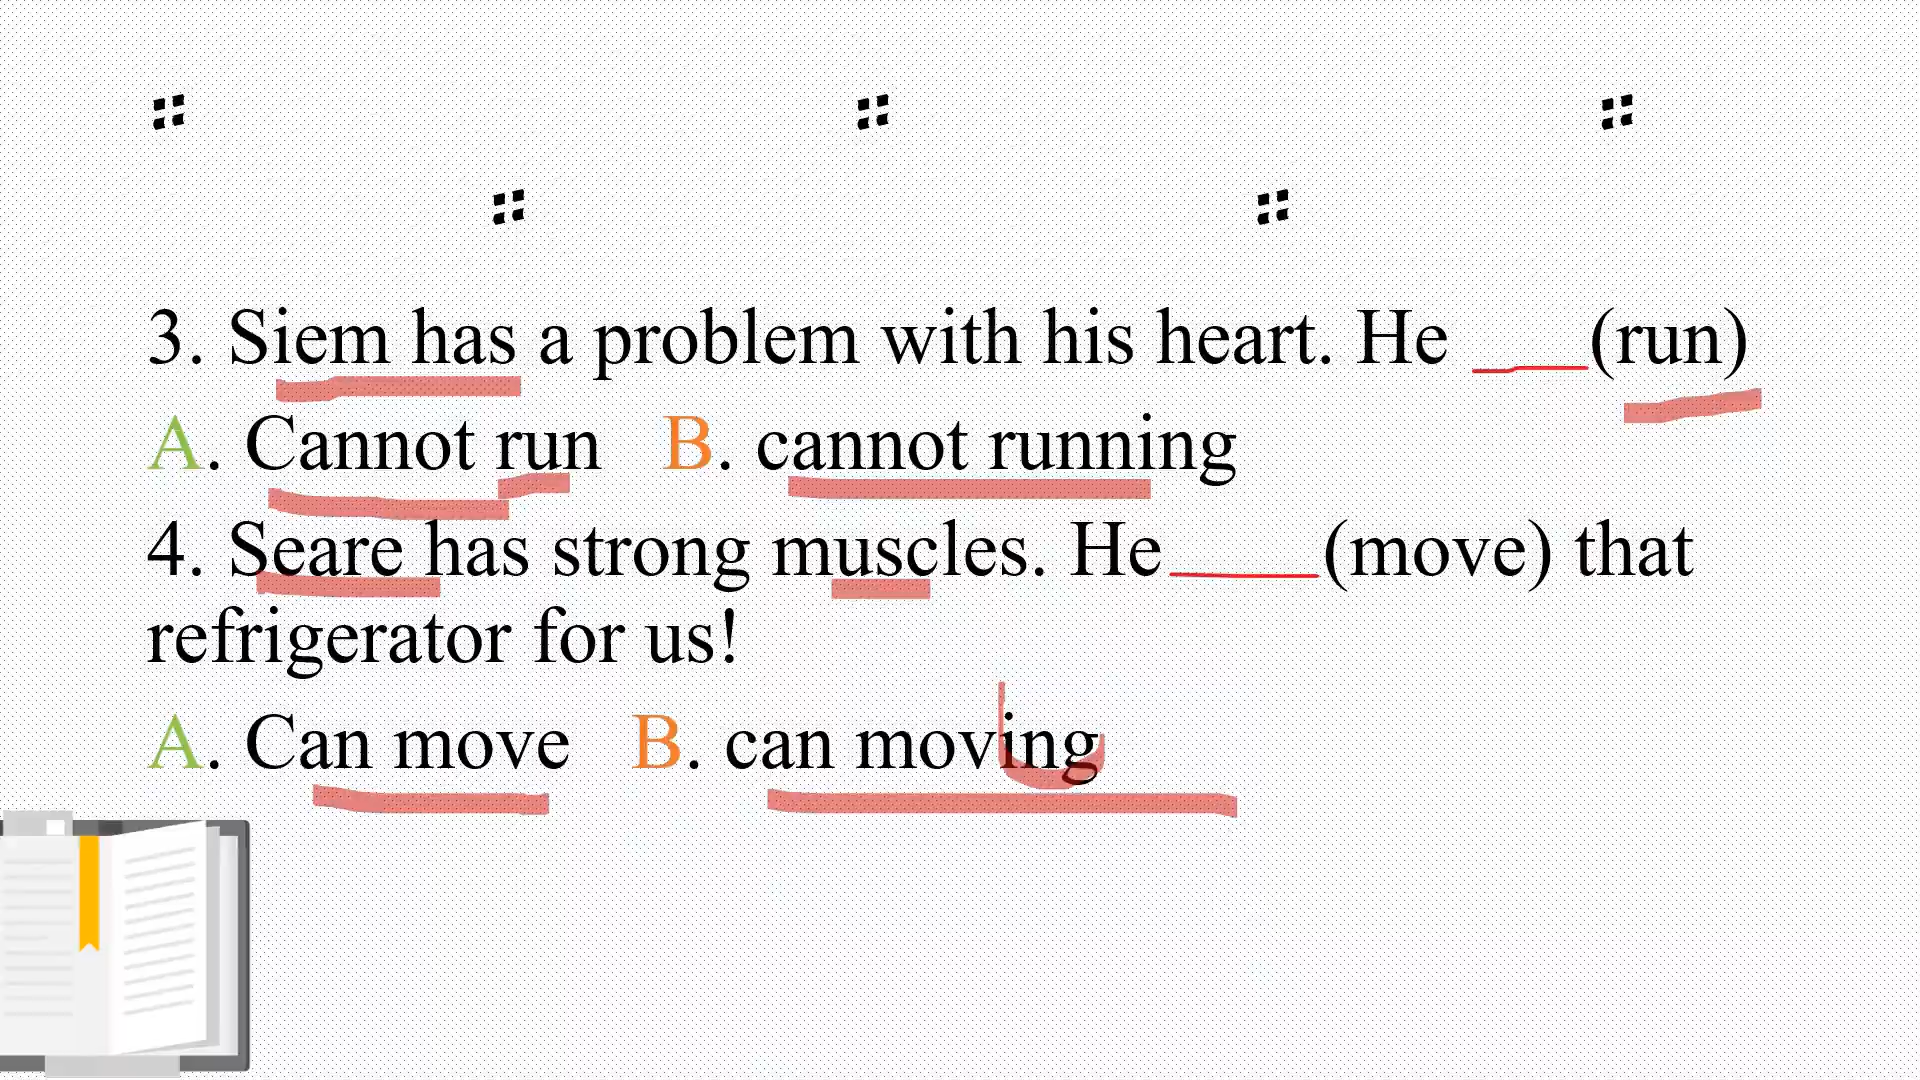 ።      ።      ።
።      ።
3. Siem has a problem with his heart. He ____(run)
A. Cannot run B. cannot running
4. Seare has strong muscles. He____(move) that
refrigerator for us!
A. Can move B. can moving